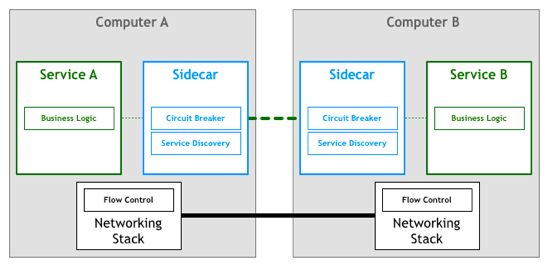 Computer A
Computer B
Service A
Sidecar
Sidecar
Service B
Business Logic
Circuit Breaker
Circuit Breaker
Business Logic
Service Discovery
Service Discovery
Flow Control
Flow Control
Networking
Stack
Networking
Stack